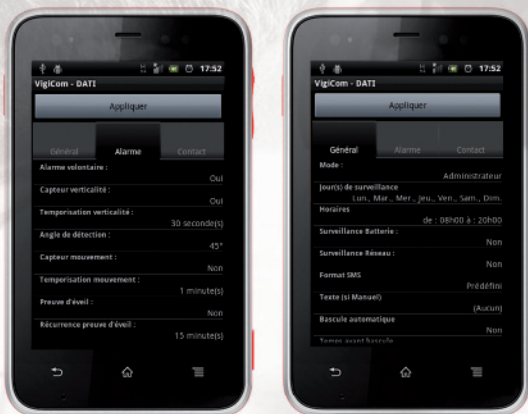 17:52
VigiCom - DATI
Appliquer
Général Alarme Contact
Alarme volontaire :
Oui
Capteur verticalité :
Oui
Temporisation verticalité :
30 seconde(s)
Angle de détection :
45°
Capteur mouvement :
Non
Temporisation mouvement :
1 minute(s)
Preuve d'éveil :
Non
Récurrence preuve d'éveil :
15 minute(s)
17:52
VigiCom - DATI
Appliquer
Général Alarme Contact
Mode :
Administrateur
Jour(s) de surveillance
Lun., Mar., Mer., Jeu., Ven., Sam., Dim.
Horaires
de : 08h00 à : 20h00
Surveillance Batterie :
Non
Surveillance Réseau :
Non
Format SMS
Prédéfini
Texte (si Manuel)
(Aucun)
Bascule automatique
Non
Temps avant bascule